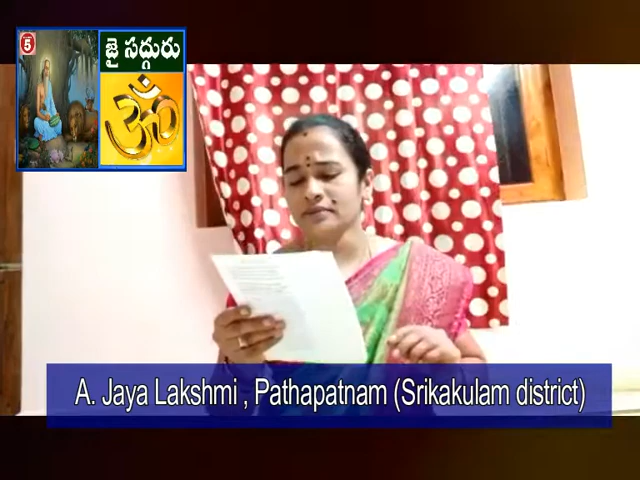 5
జై సద్గురు
ॐ
A. Jaya Lakshmi , Pathapatnam (Srikakulam district)